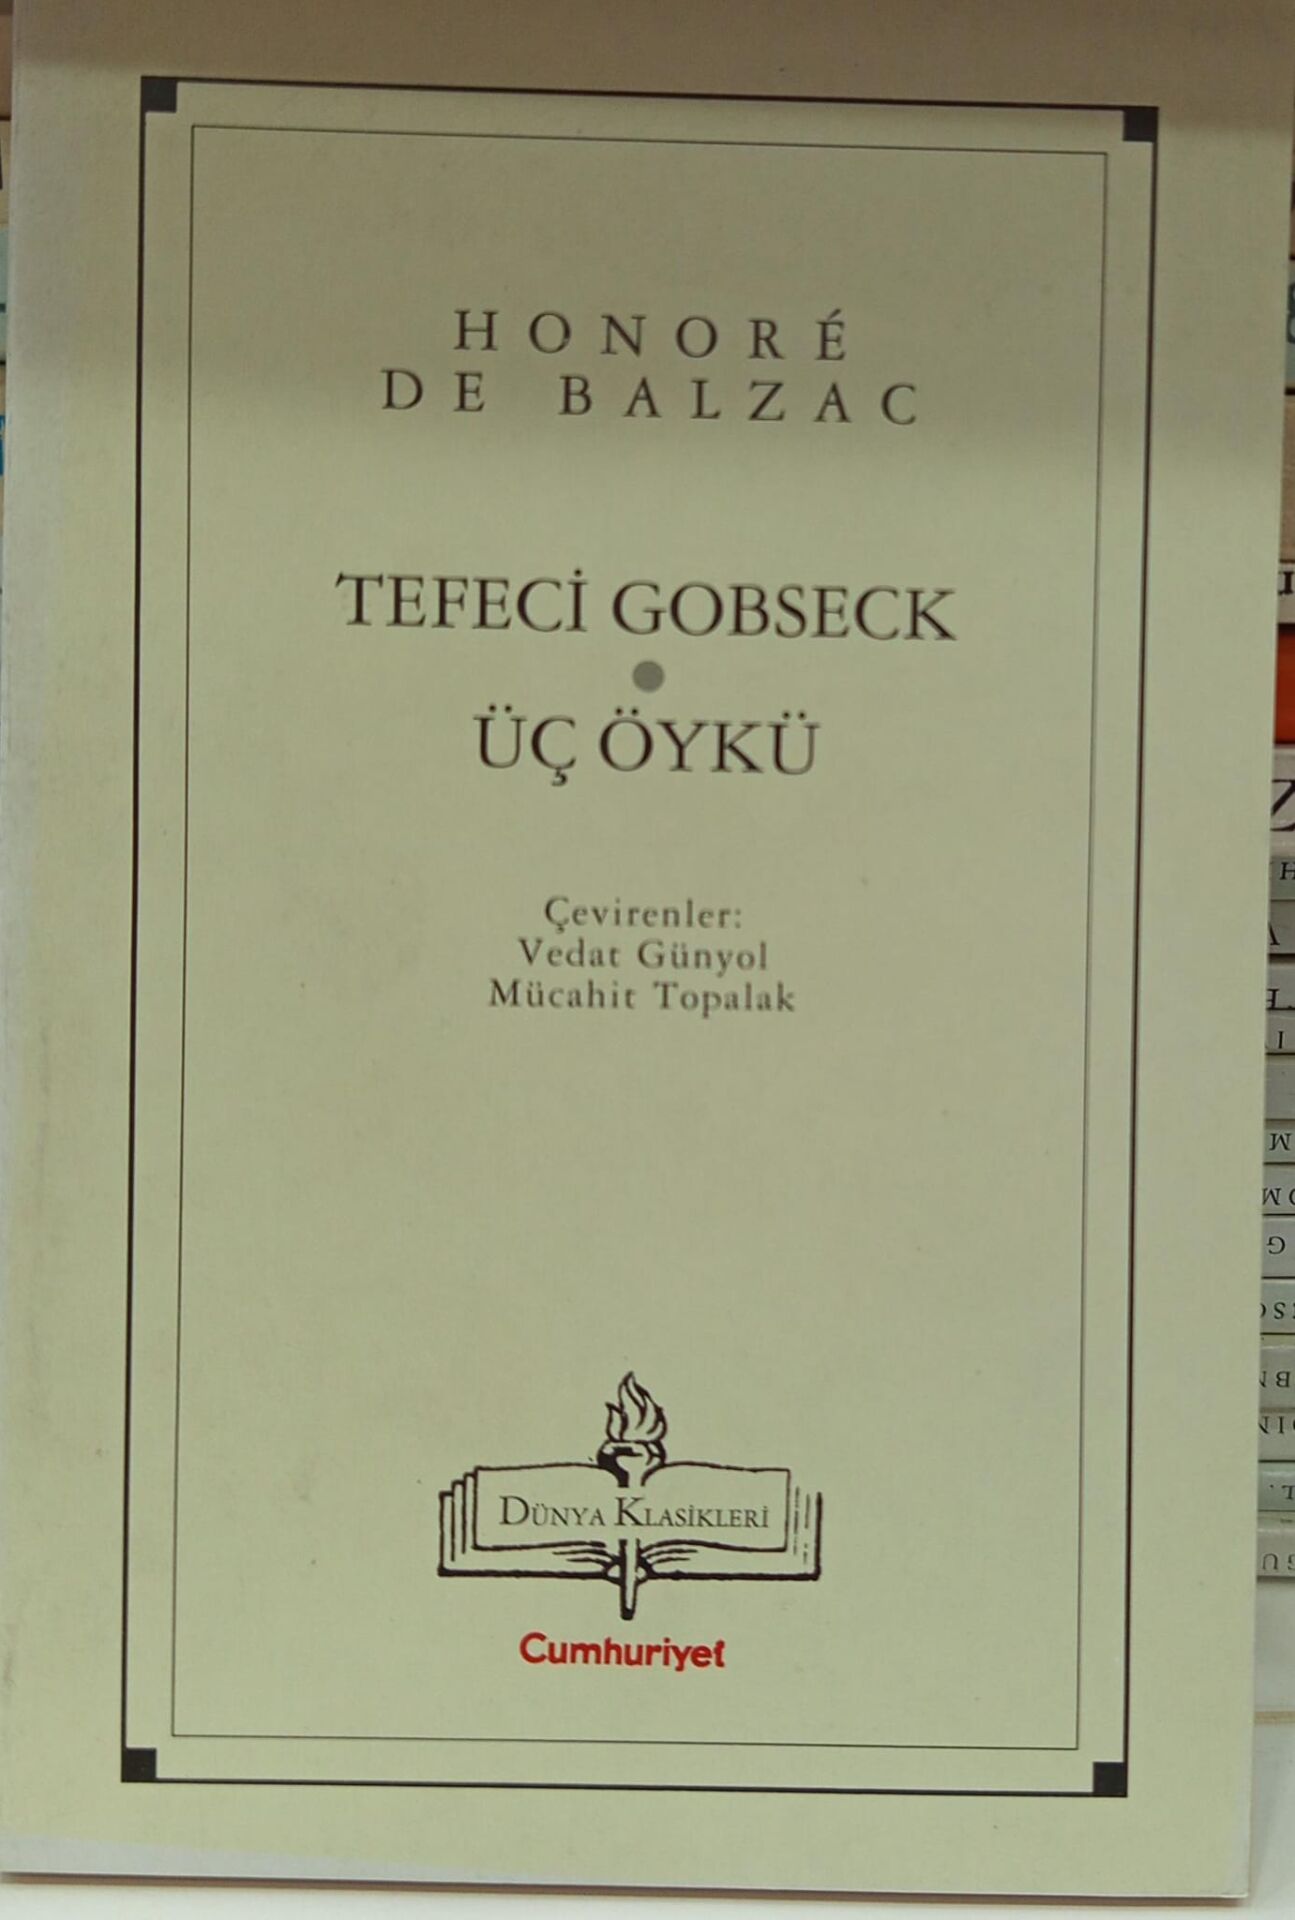 HONORÉ
DE BALZAC
TEFECİ GOBSECK
ÜÇ ÖYKÜ
Çevirenler:
Vedat Günyol
Mücahit Topalak
DÜNYA KLASİKLERİ
Cumhuriyet